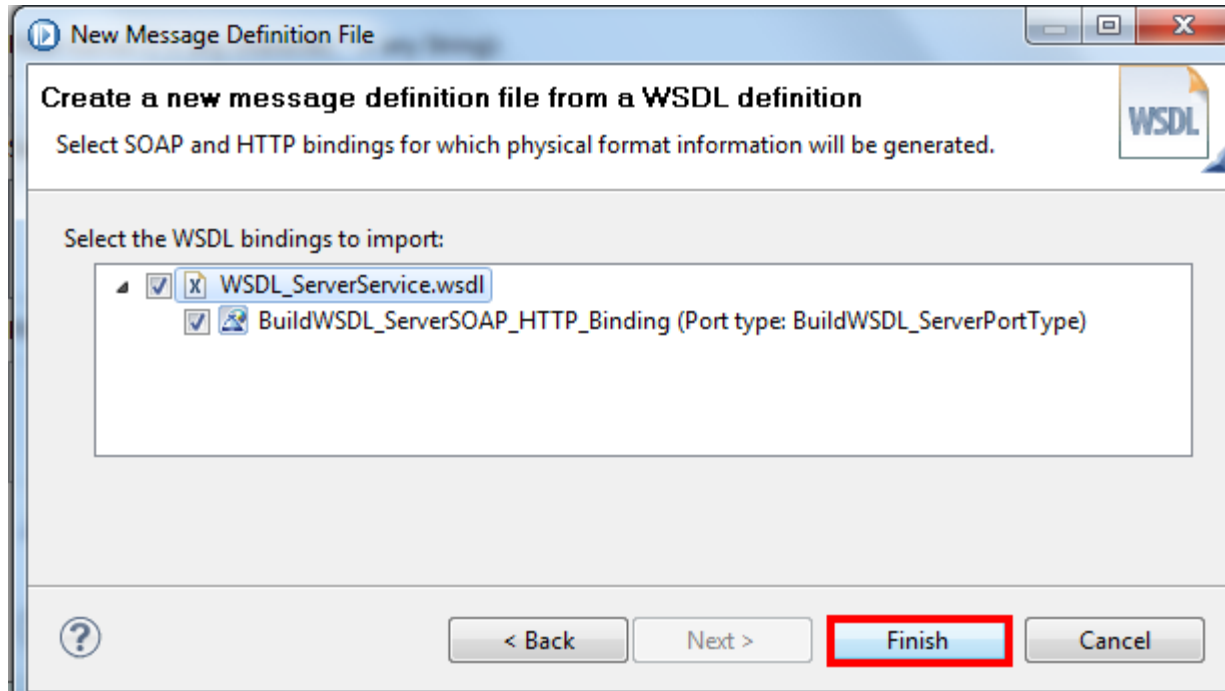 New Message Definition File
Create a new message definition file from a WSDL definition
WSDL
Select SOAP and HTTP bindings for which physical format information will be generated.
Select the WSDL bindings to import:
WSDL_ServerService.wsdl
BuildWSDL_ServerSOAP_HTTP_Binding (Port type: BuildWSDL_ServerPortType)
? < Back Next > Finish Cancel